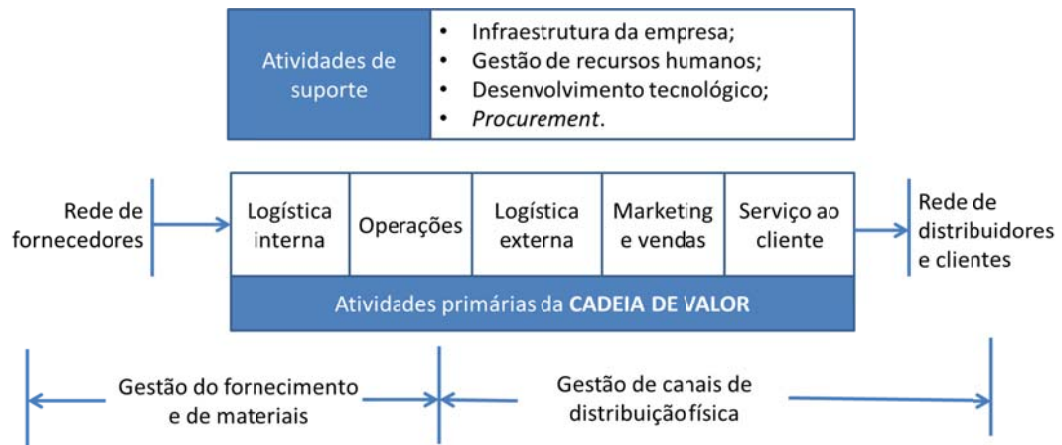 Atividades de
suporte
• Infraestrutura da empresa;
• Gestão de recursos humanos;
• Desenvolvimento tecnológico;
• Procurement.
Rede de
fornecedores
Logística
interna
Operações
Logística
externa
Marketing
e vendas
Serviço ao
cliente
Rede de
distribuidores
e clientes
Atividades primárias da CADEIA DE VALOR
Gestão do fornecimento
e de materiais
Gestão de canais de
distribuição física